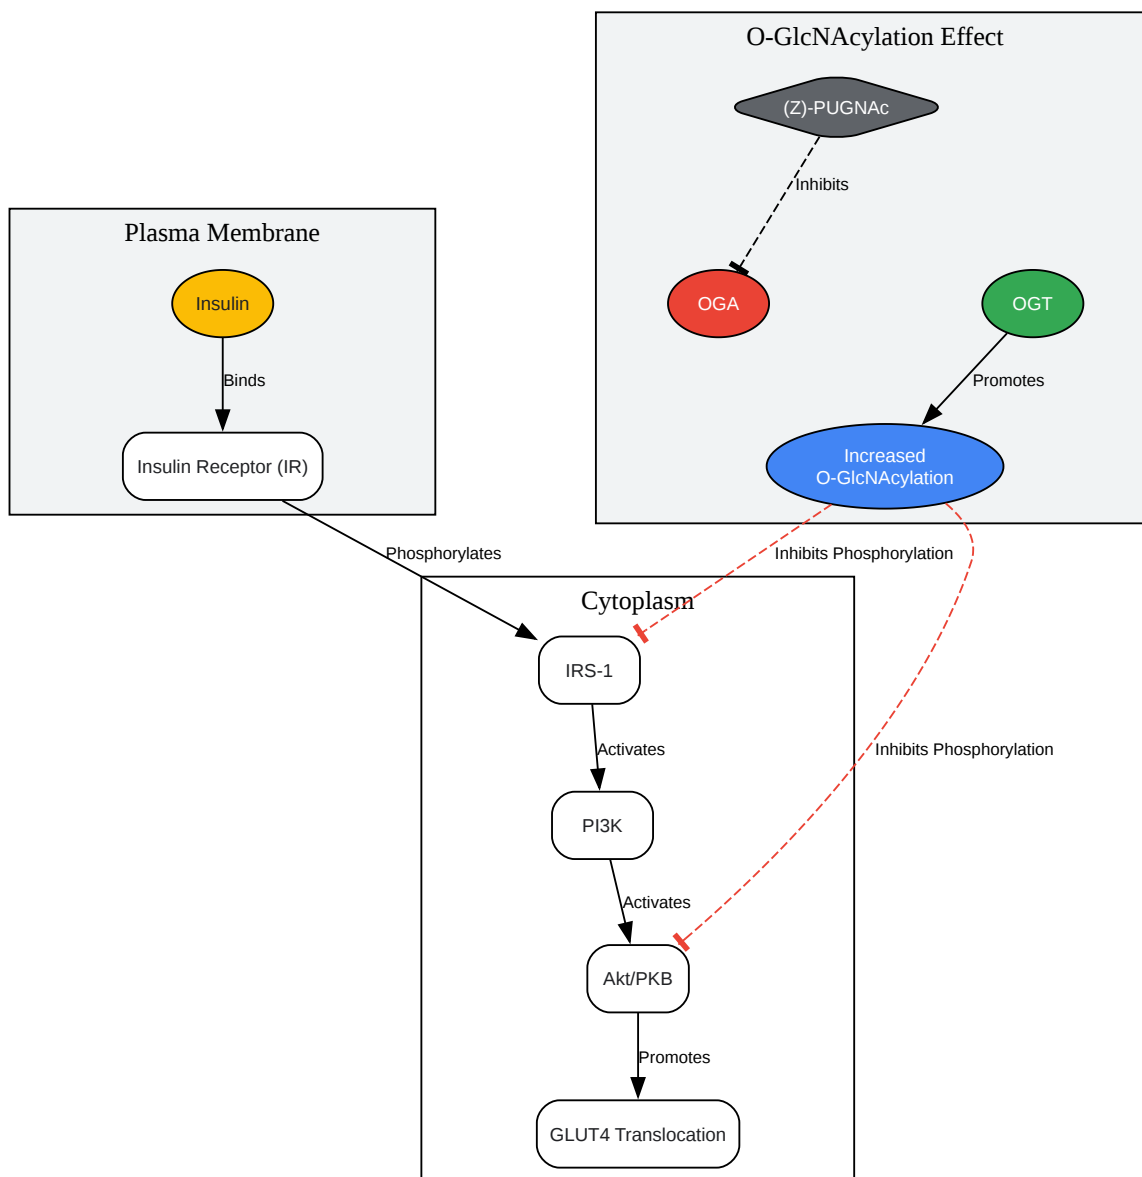 O-GlcNAcylation Effect
(Z)-PUGNAc
Inhibits
Plasma Membrane
Insulin
OGA
OGT
Binds
Promotes
Insulin Receptor (IR)
Increased
O-GlcNAcylation
Phosphorylates
Inhibits Phosphorylation
Cytoplasm
IRS-1
Activates
Inhibits Phosphorylation
PI3K
Activates
Akt/PKB
Promotes
GLUT4 Translocation